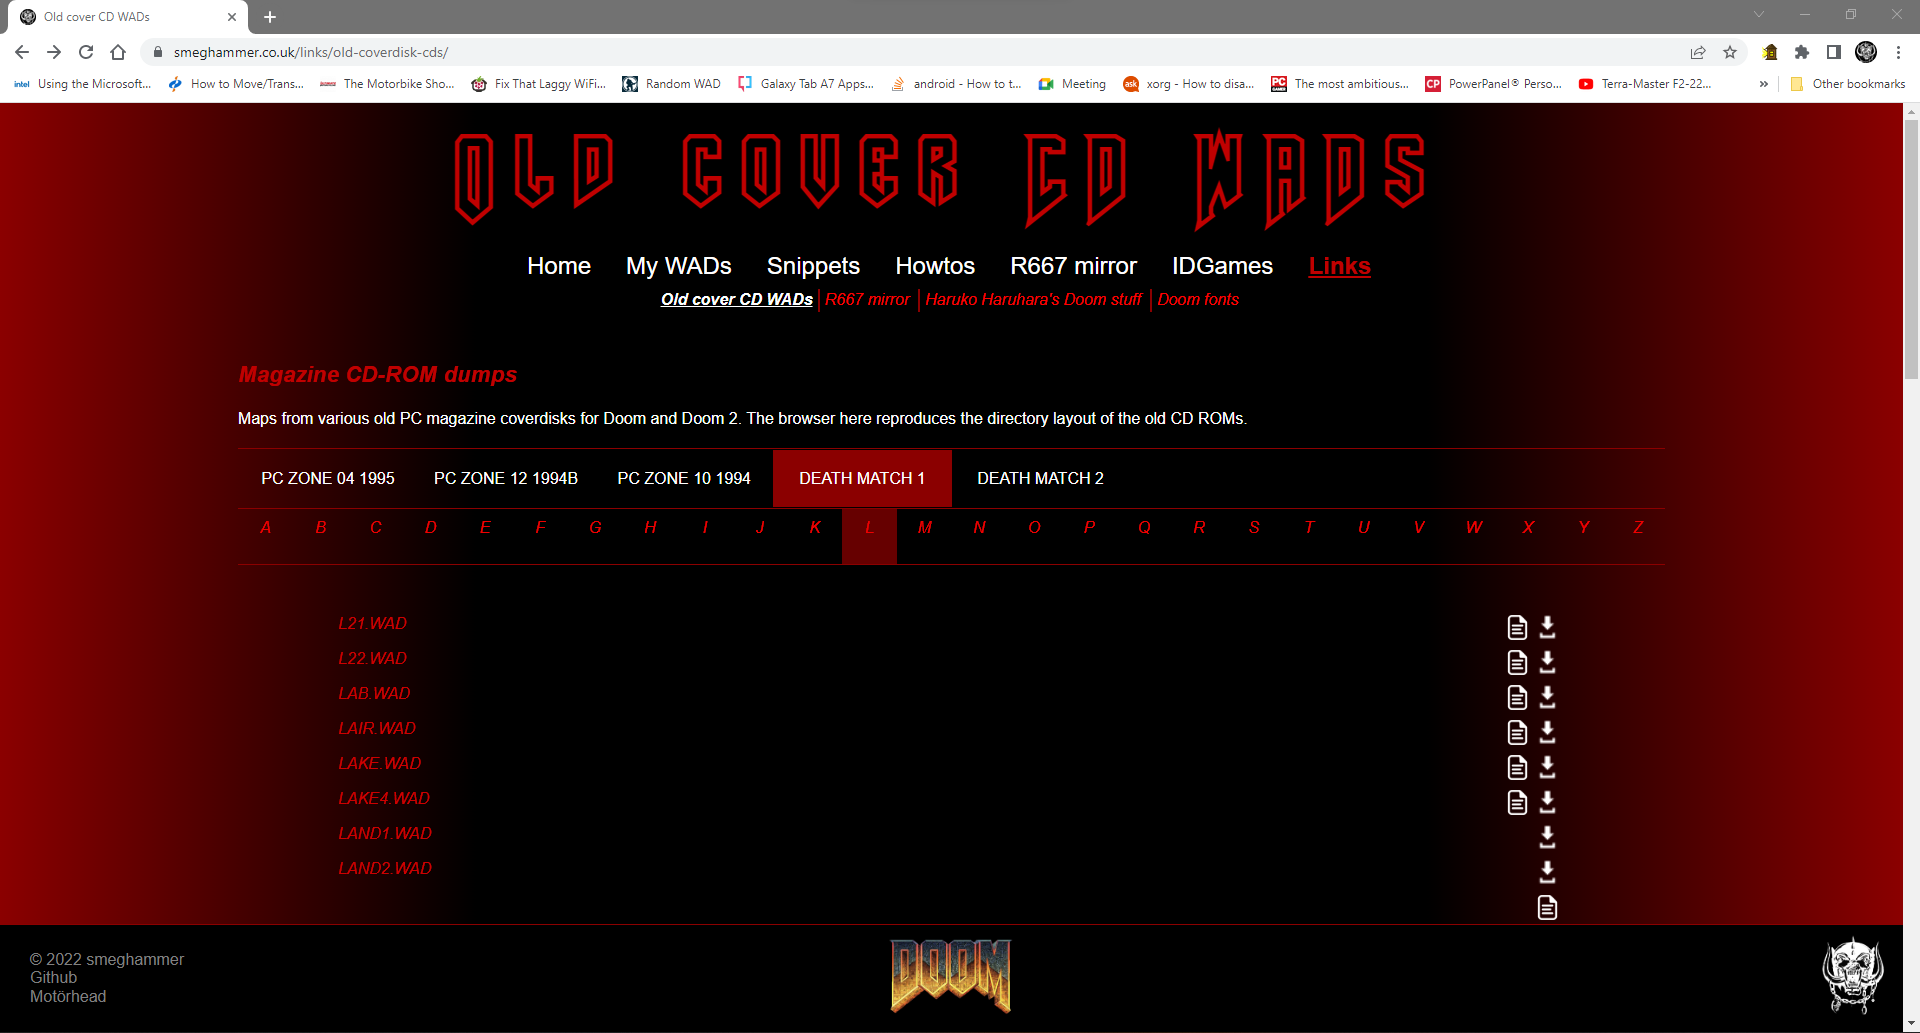 Old cover CD WADs
smeghammer.co.uk/links/old-coverdisk-cds/
intel Using the Microsoft... How to Move/Trans... The Motorbike Sho... Fix That Laggy WiFi... Random WAD Galaxy Tab A7 Apps... android - How to t... Meeting ask xorg - How to disa... PC GAMER The most ambitious... CP PowerPanel® Perso... Terra-Master F2-22... » Other bookmarks
OLD COVER CD WADS
Home My WADs Snippets Howtos R667 mirror IDGames Links
Old cover CD WADs R667 mirror Haruko Haruhara's Doom stuff Doom fonts
Magazine CD-ROM dumps
Maps from various old PC magazine coverdisks for Doom and Doom 2. The browser here reproduces the directory layout of the old CD ROMs.
PC ZONE 04 1995 PC ZONE 12 1994B PC ZONE 10 1994 DEATH MATCH 1 DEATH MATCH 2
A B C D E F G H I J K L M N O P Q R S T U V W X Y Z
L21.WAD
L22.WAD
LAB.WAD
LAIR.WAD
LAKE.WAD
LAKE4.WAD
LAND1.WAD
LAND2.WAD
© 2022 smeghammer
Github
Motörhead
DOOM